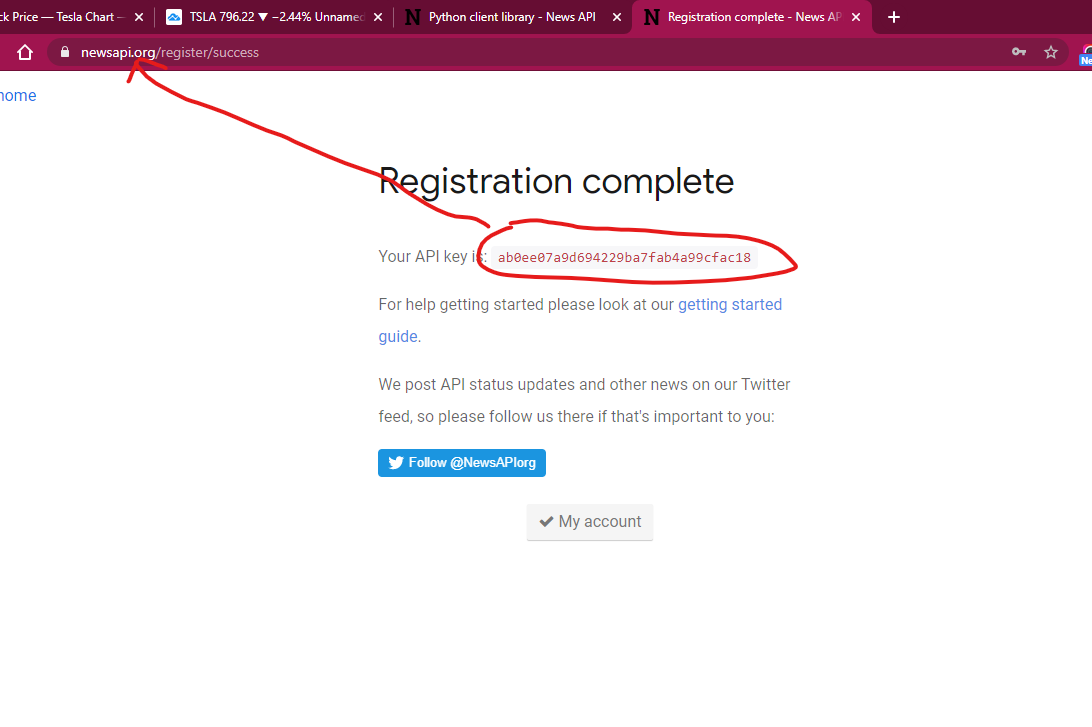 ck Price — Tesla Chart — TSLA 796.22 ▼ −2.44% Unname Python client library - News API Registration complete - News AP
newsapi.org/register/success
home
Registration complete
Your API key is: ab0ee07a9d694229ba7fab4a99cfac18
For help getting started please look at our getting started
guide.
We post API status updates and other news on our Twitter
feed, so please follow us there if that's important to you:
Follow @NewsAPIorg
My account